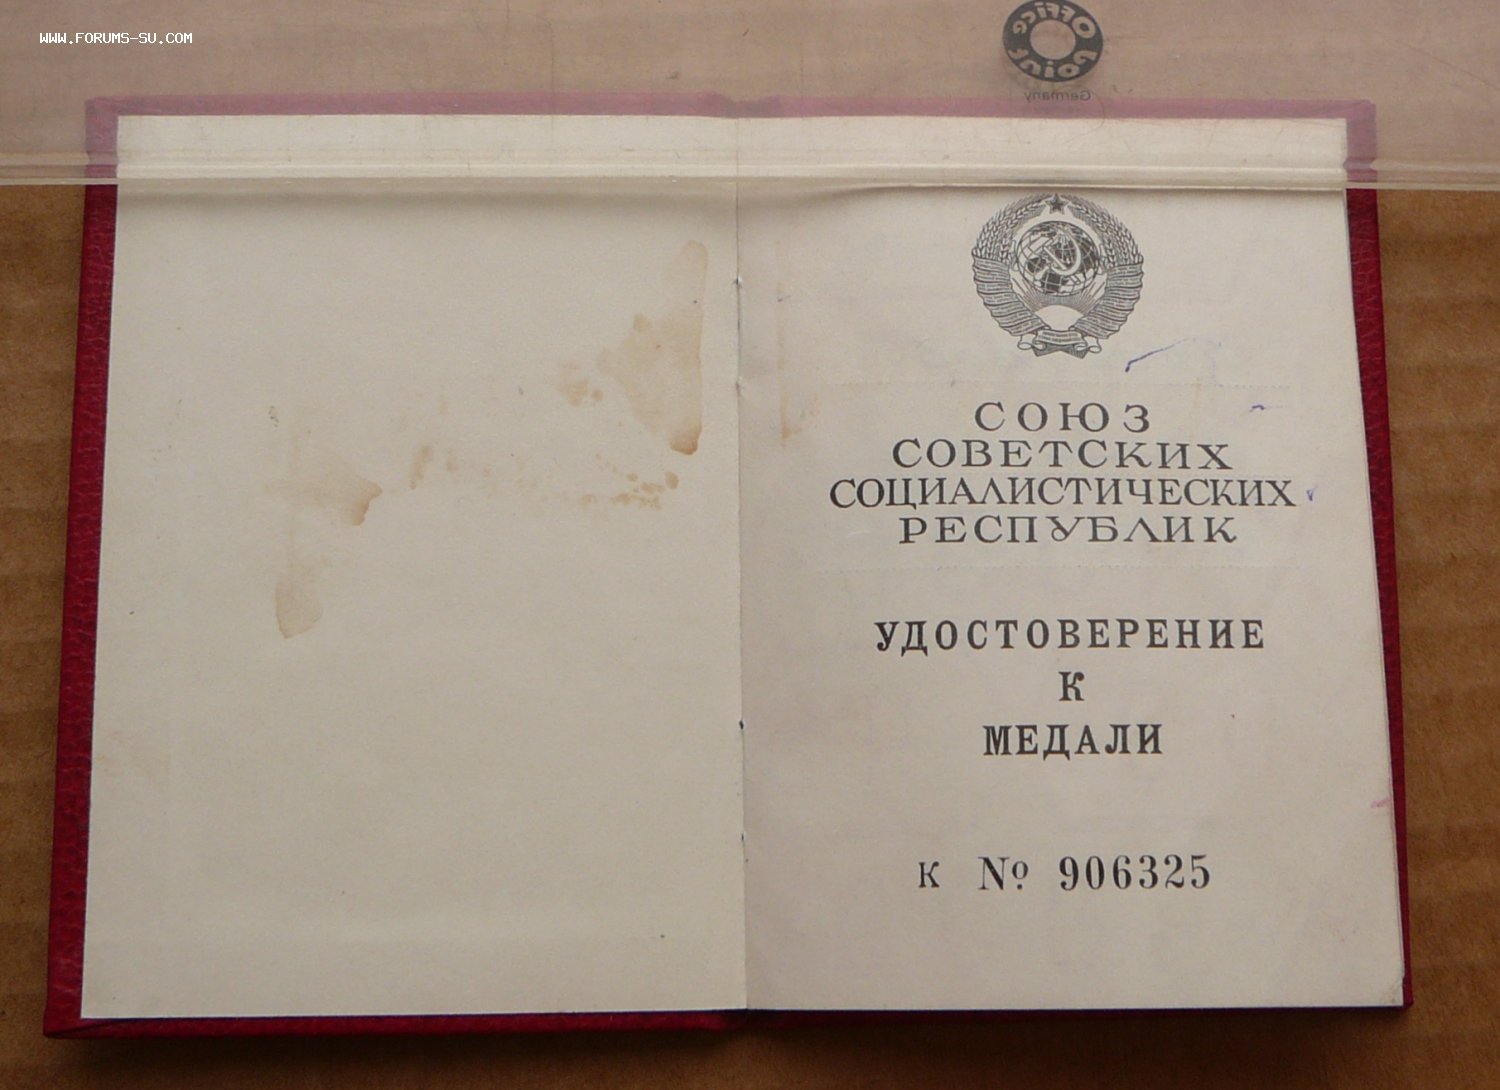 WWW.FORUMS-SU.COM
Office Point
Germany
СОЮЗ
СОВЕТСКИХ
СОЦИАЛИСТИЧЕСКИХ
РЕСПУБЛИК
УДОСТОВЕРЕНИЕ
К
МЕДАЛИ
К № 906325